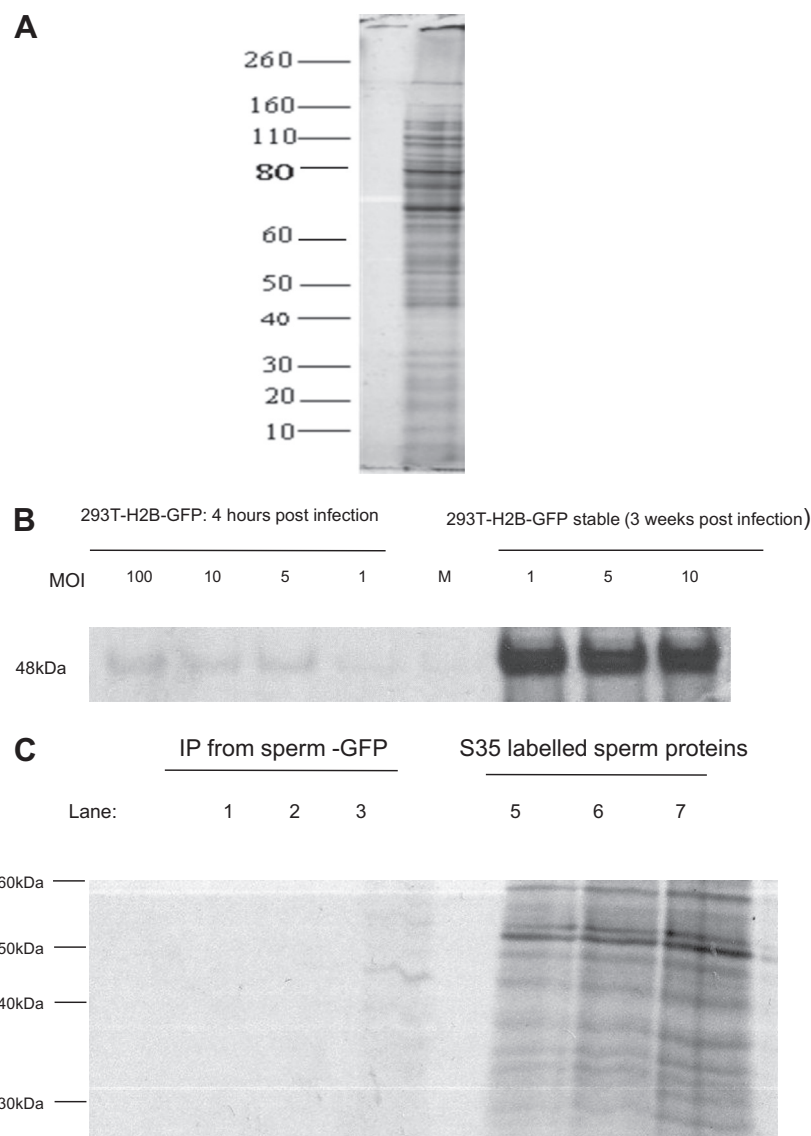 A
260
160
110
80
60
50
40
30
20
10
B
293T-H2B-GFP: 4 hours post infection
293T-H2B-GFP stable (3 weeks post infection)
MOI 100 10 5 1 M 1 5 10
48kDa
C
IP from sperm -GFP
S35 labelled sperm proteins
Lane: 1 2 3 5 6 7
60kDa
50kDa
40kDa
30kDa